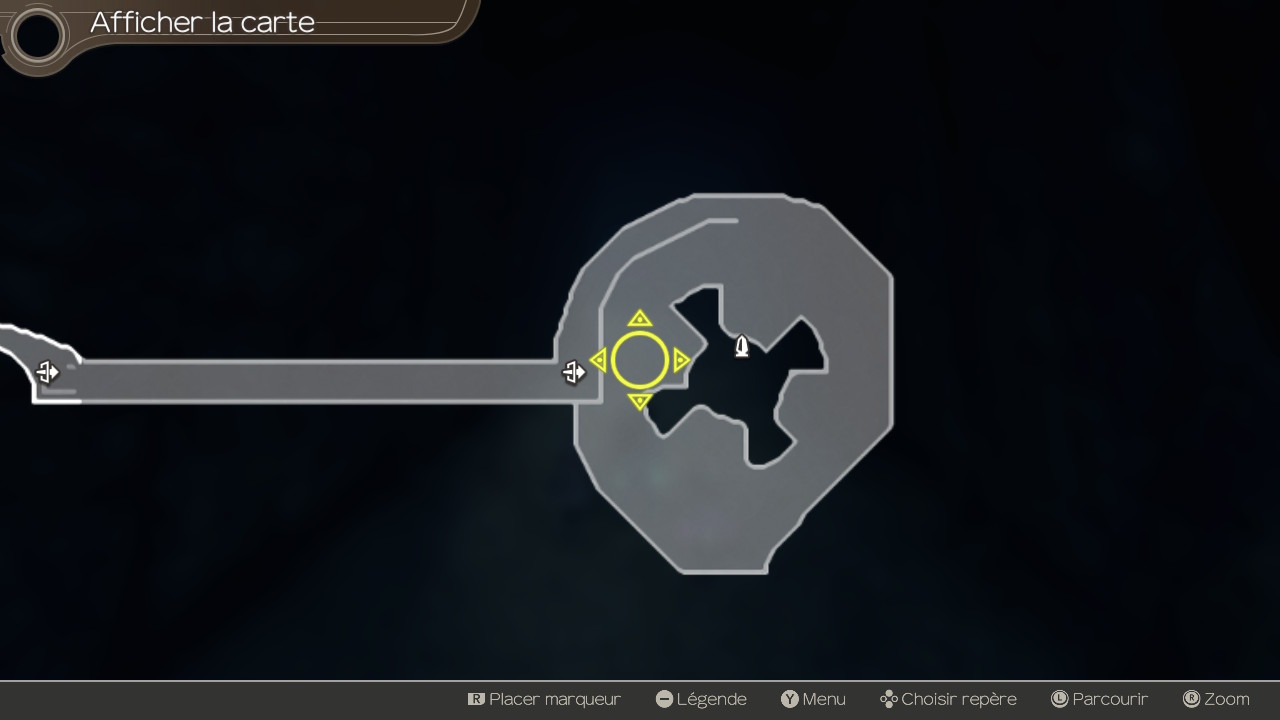 Afficher la carte
R Placer marqueur − Légende Y Menu Choisir repère L Parcourir R Zoom